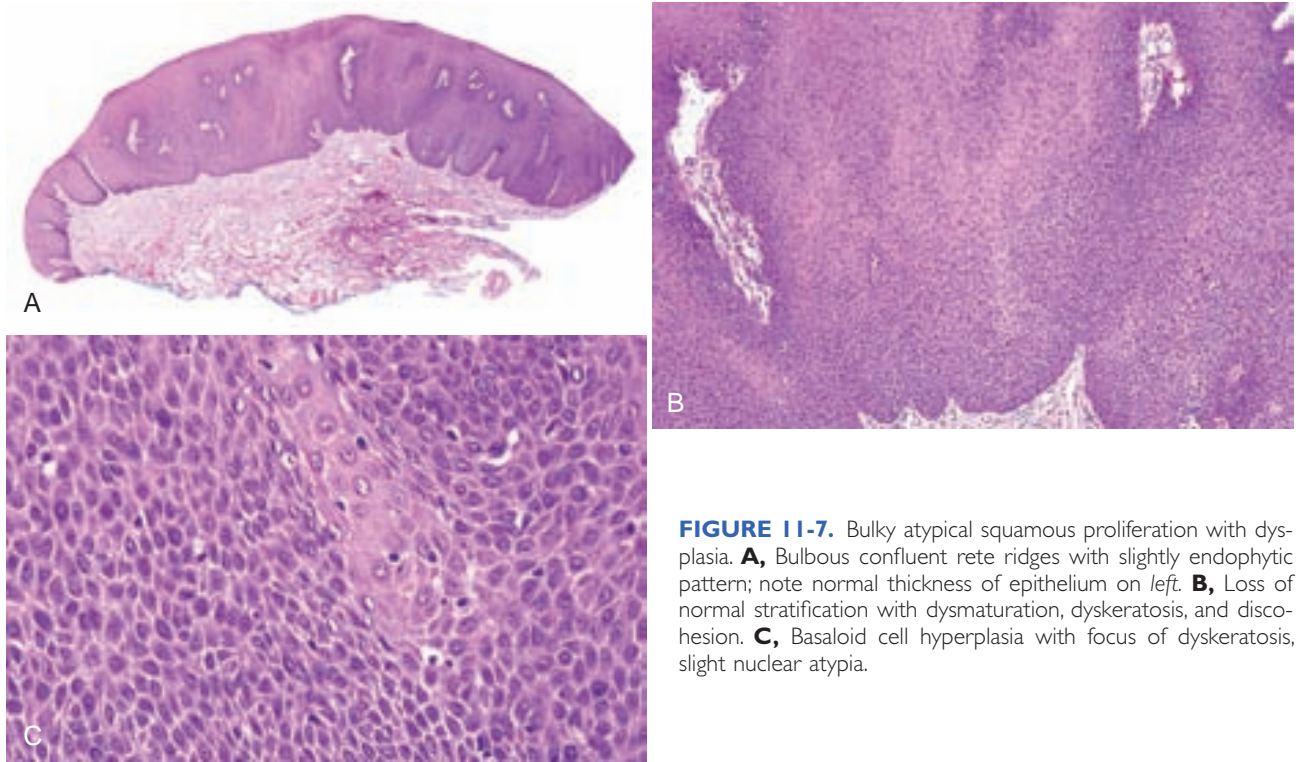 A
B
C
FIGURE 11-7. Bulky atypical squamous proliferation with dys-
plasia. A, Bulbous confluent rete ridges with slightly endophytic
pattern; note normal thickness of epithelium on left. B, Loss of
normal stratification with dysmaturation, dyskeratosis, and disco-
hesion. C, Basaloid cell hyperplasia with focus of dyskeratosis,
slight nuclear atypia.